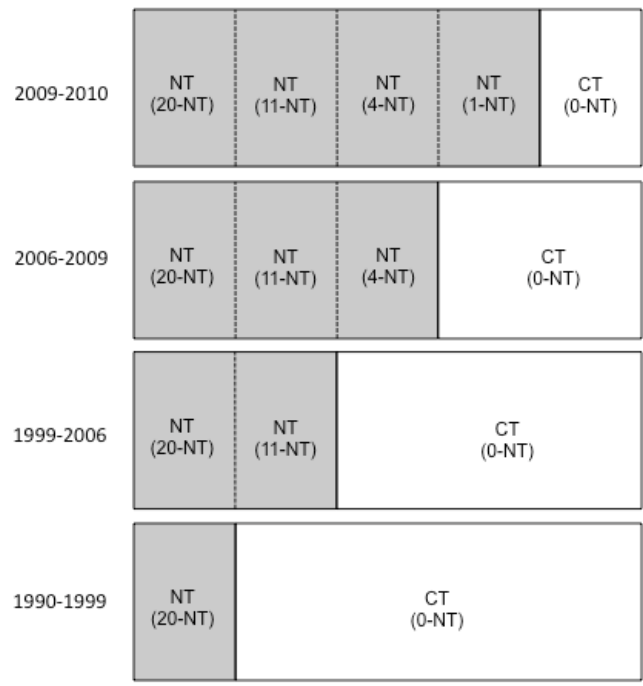 2009-2010
NT
(20-NT)
NT
(11-NT)
NT
(4-NT)
NT
(1-NT)
CT
(0-NT)
2006-2009
NT
(20-NT)
NT
(11-NT)
NT
(4-NT)
CT
(0-NT)
1999-2006
NT
(20-NT)
NT
(11-NT)
CT
(0-NT)
1990-1999
NT
(20-NT)
CT
(0-NT)